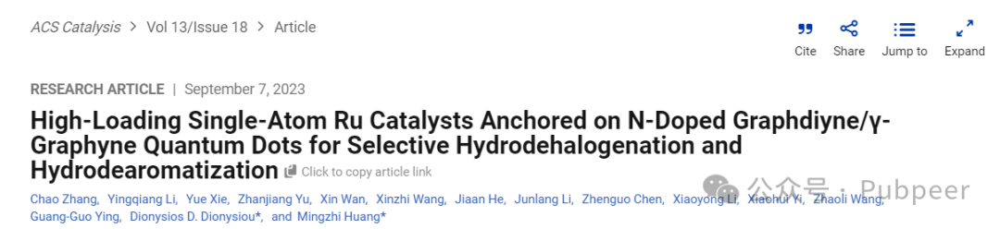 ACS Catalysis > Vol 13/Issue 18 > Article
Cite Share Jump to Expand
RESEARCH ARTICLE | September 7, 2023
High-Loading Single-Atom Ru Catalysts Anchored on N-Doped Graphdiyne/γ-
Graphyne Quantum Dots for Selective Hydrodehalogenation and
Hydrodearomatization Click to copy article link
Chao Zhang, Yingqiang Li, Yue Xie, Zhanjiang Yu, Xin Wan, Xinzhi Wang, Jiaan He, Junlang Li, Zhenguo Chen, Xiaoyong Li, Xiaohui Yi, Zhaoli Wang,
Guang-Guo Ying, Dionysios D. Dionysiou*, and Mingzhi Huang*
公众号 · Pubpeer